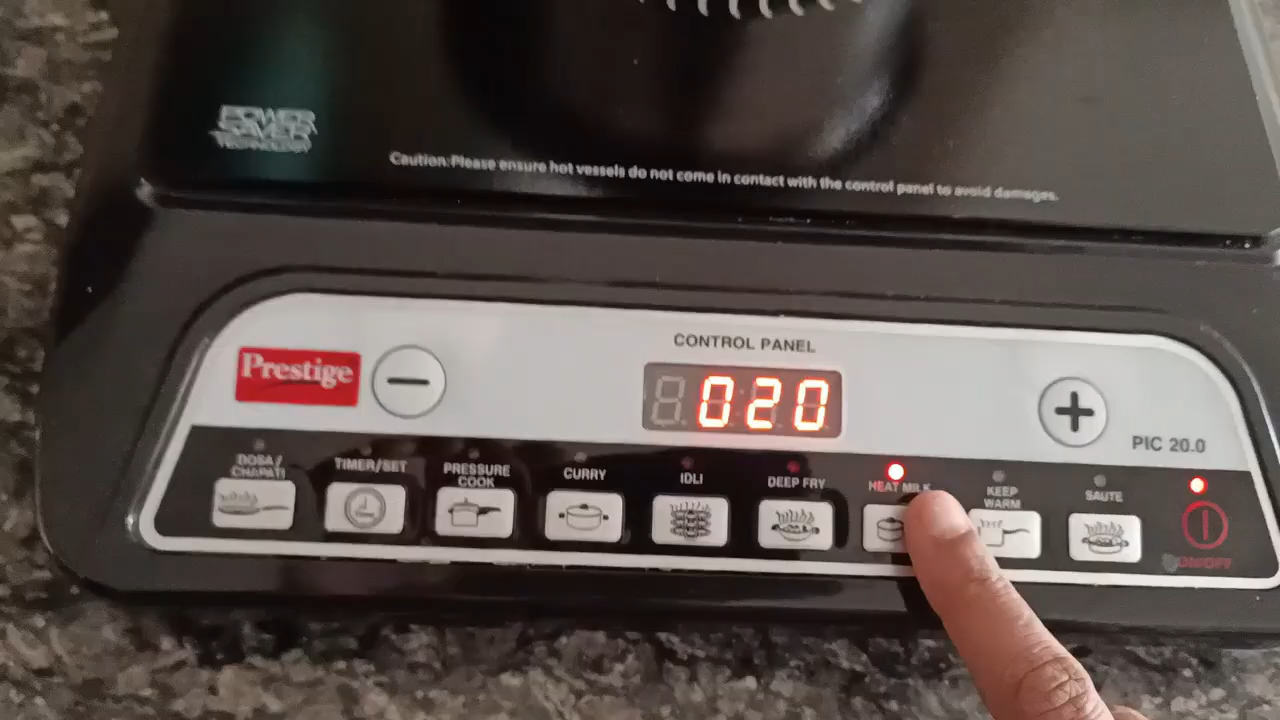 POWER
SAVER
TECHNOLOGY
Caution:Please ensure hot vessels do not come in contact with the control panel to avoid damages.
CONTROL PANEL
Prestige
020
PIC 20.0
DOSA /
CHAPATI
TIMER/SET
PRESSURE
COOK
CURRY
IDLI
DEEP FRY
HEAT MILK
KEEP
WARM
SAUTE
ON/OFF